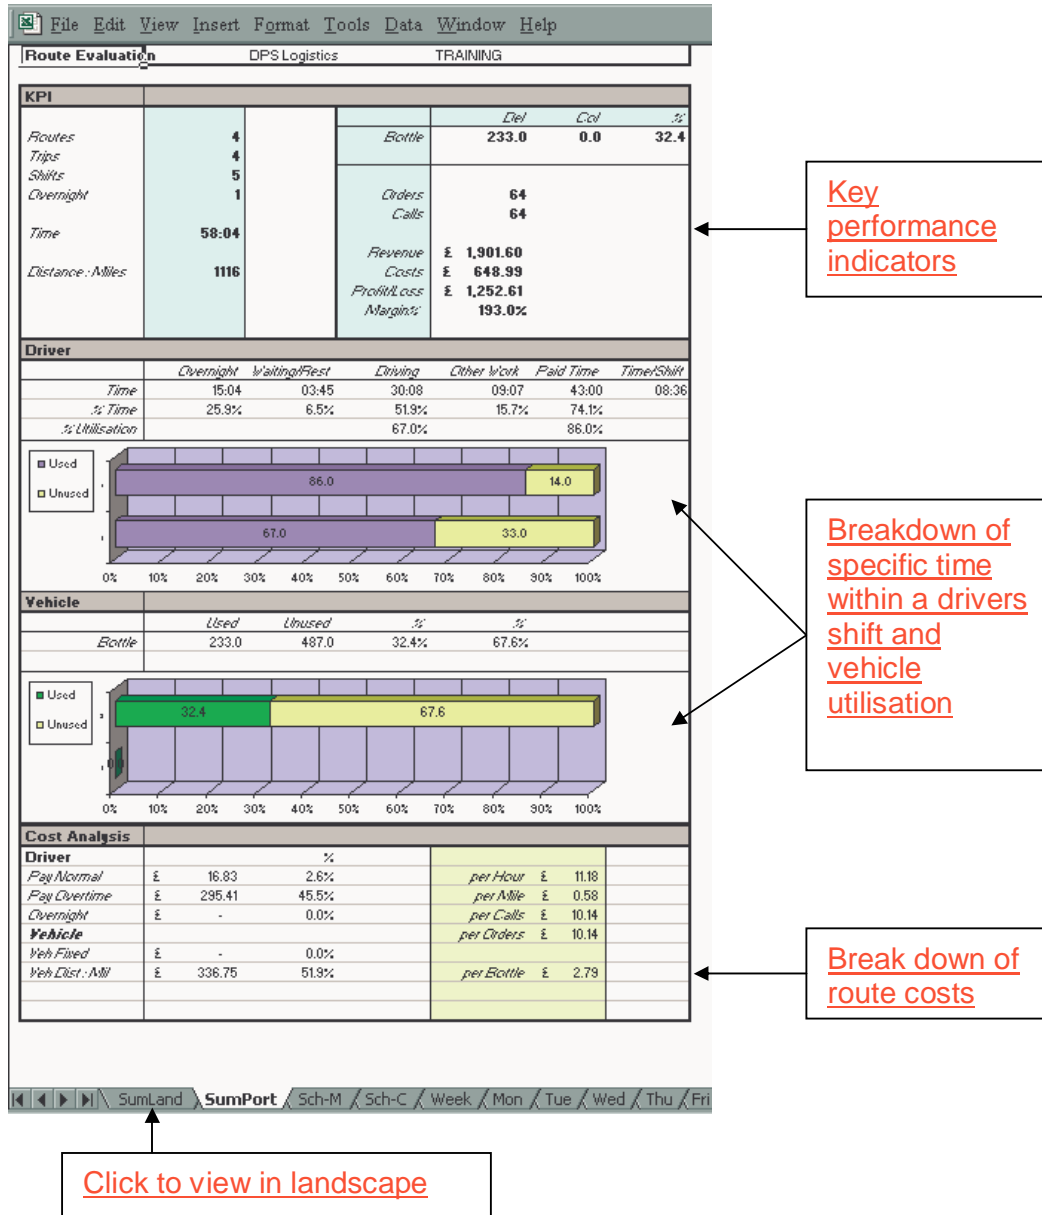 File Edit View Insert Format Tools Data Window Help
Route Evaluation DPS Logistics TRAINING
KPI
Del Col %
Routes 4 Bottle 233.0 0.0 32.4
Trips 4
Shifts 5
Overnight 1 Orders 64
Calls 64
Time 58:04
Revenue £ 1,901.60
Distance : Miles 1116 Costs £ 648.99
Profit/Loss £ 1,252.61
Margin% 193.0%
Key
performance
indicators
Driver
Overnight Waiting/Rest Driving Other Work Paid Time Time/Shift
Time 15:04 03:45 30:08 09:07 43:00 08:36
% Time 25.9% 6.5% 51.9% 15.7% 74.1%
% Utilisation 67.0% 86.0%
Used
Unused
86.0 14.0
67.0 33.0
0% 10% 20% 30% 40% 50% 60% 70% 80% 90% 100%
Breakdown of
specific time
within a drivers
shift and
vehicle
utilisation
Vehicle
Used Unused % %
Bottle 233.0 487.0 32.4% 67.6%
Used
Unused
32.4 67.6
0% 10% 20% 30% 40% 50% 60% 70% 80% 90% 100%
Cost Analysis
Driver %
Pay Normal £ 16.83 2.6% per Hour £ 11.18
Pay Overtime £ 295.41 45.5% per Mile £ 0.58
Overnight £ - 0.0% per Calls £ 10.14
Vehicle per Orders £ 10.14
Veh Fixed £ - 0.0%
Veh Dist : Mil £ 336.75 51.9% per Bottle £ 2.79
Break down of
route costs
SumLand SumPort Sch-M Sch-C Week Mon Tue Wed Thu Fri
Click to view in landscape